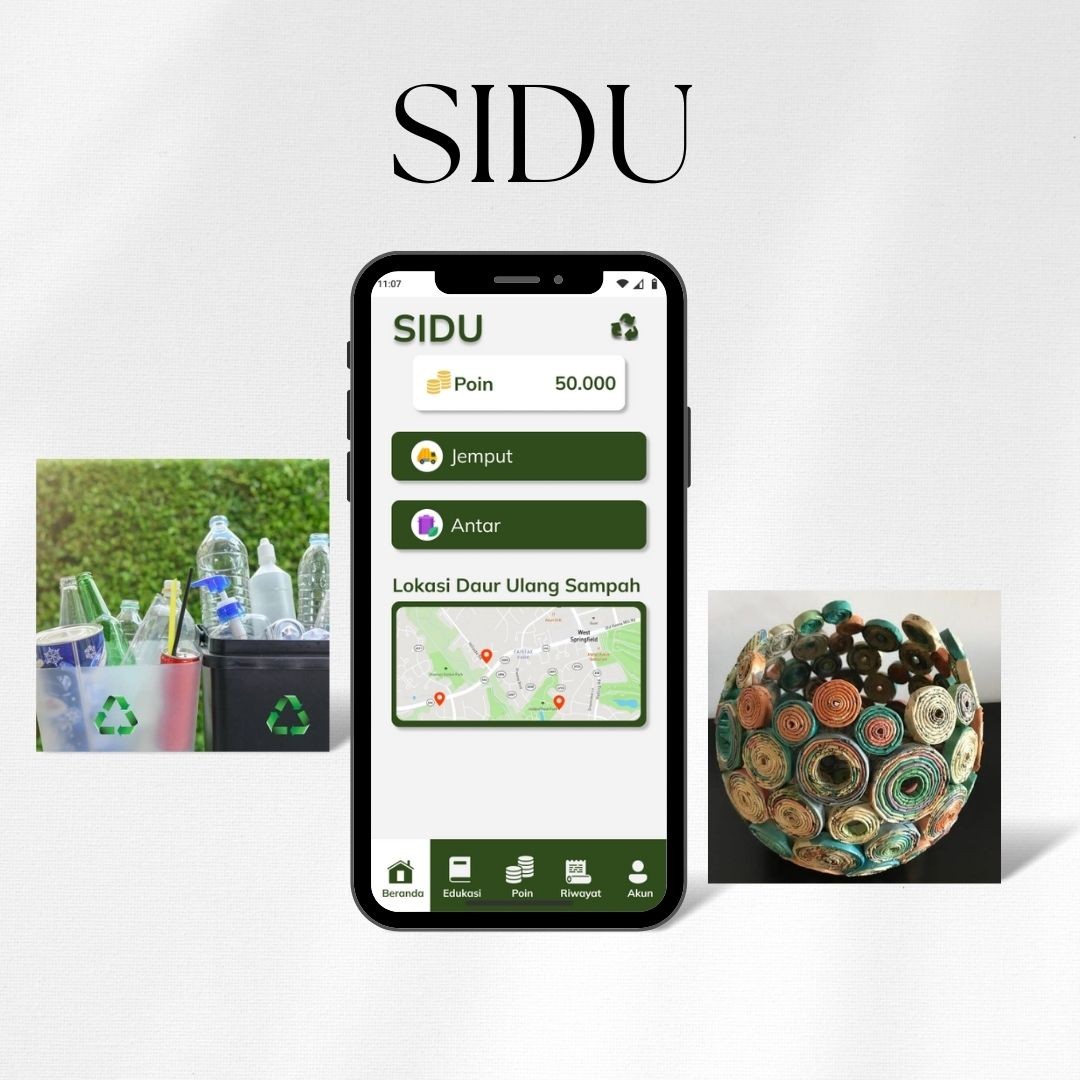 SIDU
11:07
SIDU
Poin 50.000
Jemput
Antar
Lokasi Daur Ulang Sampah
West
Springfield
Beranda Edukasi Poin Riwayat Akun